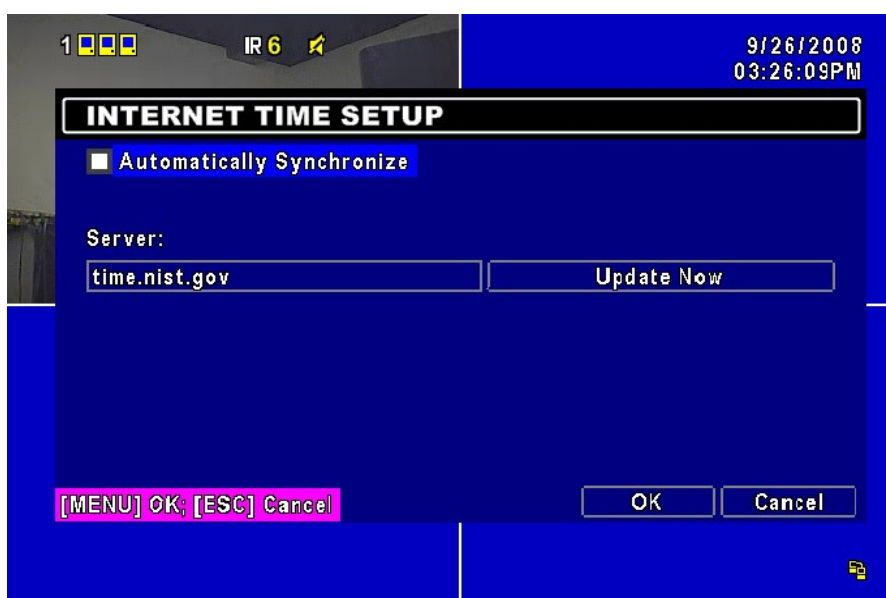 1 IR 6 9/26/2008
03:26:09PM
INTERNET TIME SETUP
Automatically Synchronize
Server:
time.nist.gov Update Now
[MENU] OK; [ESC] Cancel OK Cancel